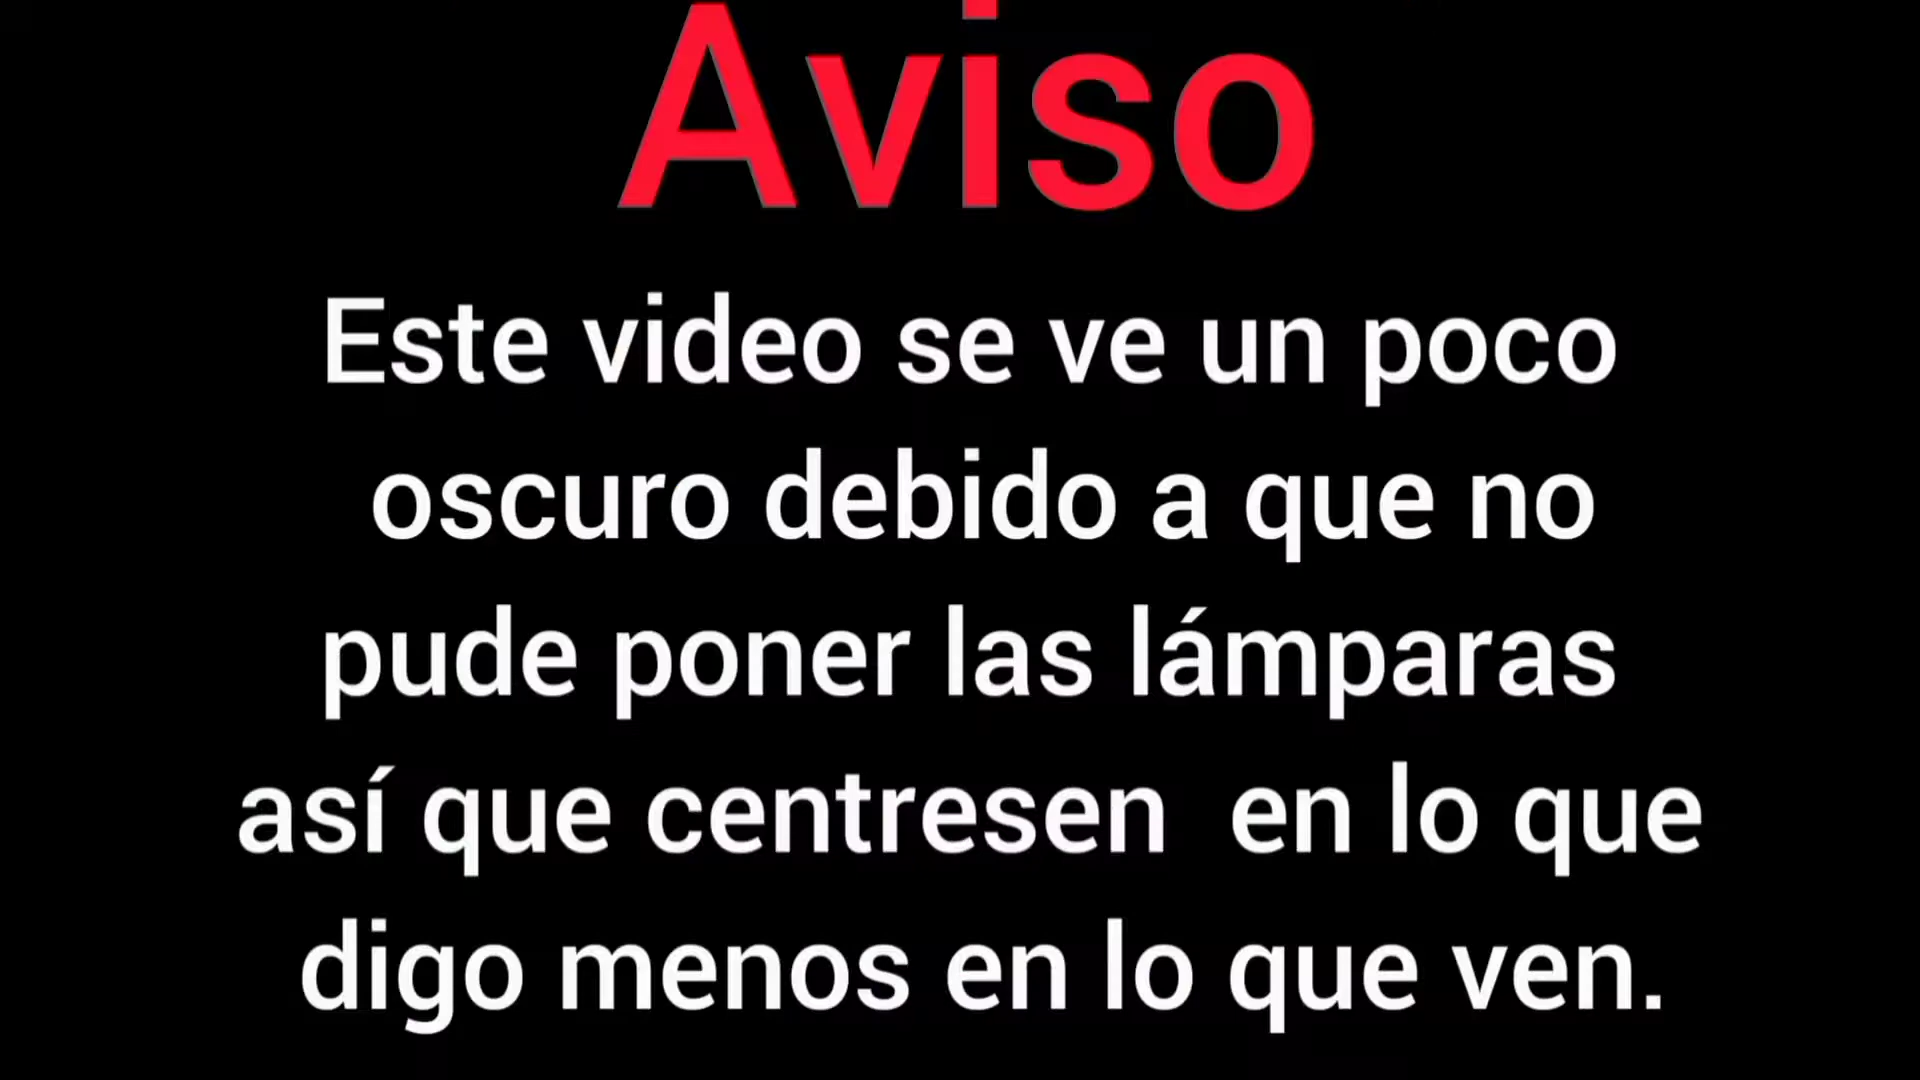 Aviso
Este video se ve un poco
oscuro debido a que no
pude poner las lámparas
así que centresen en lo que
digo menos en lo que ven.